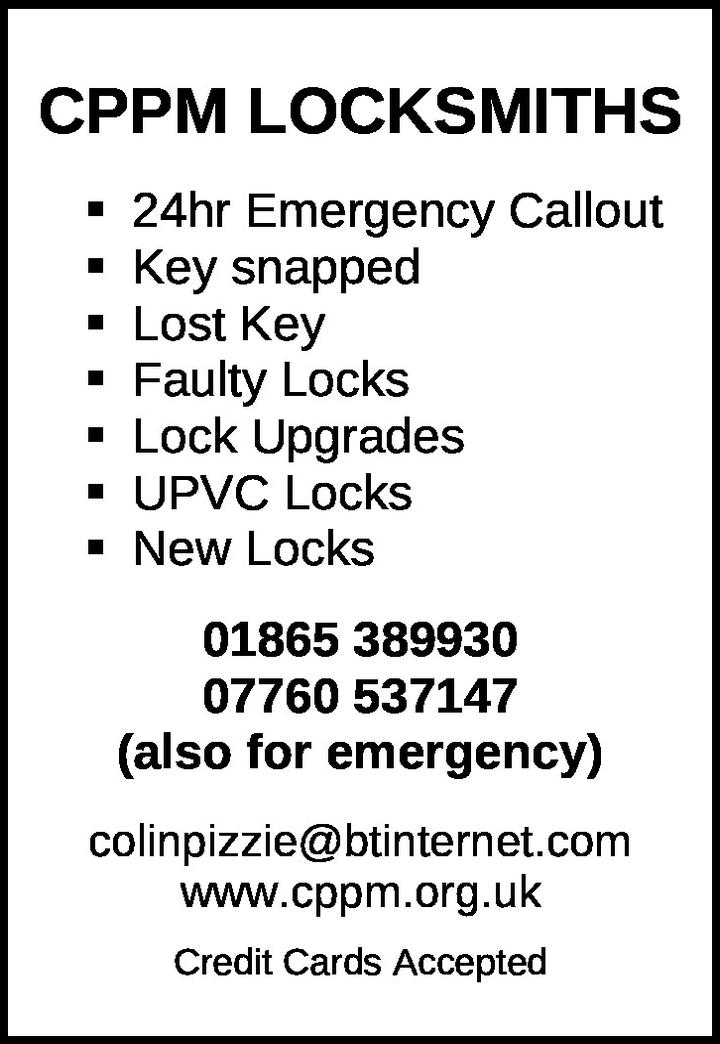 CPPM LOCKSMITHS
▪ 24hr Emergency Callout
▪ Key snapped
▪ Lost Key
▪ Faulty Locks
▪ Lock Upgrades
▪ UPVC Locks
▪ New Locks
01865 389930
07760 537147
(also for emergency)
colinpizzie@btinternet.com
www.cppm.org.uk
Credit Cards Accepted